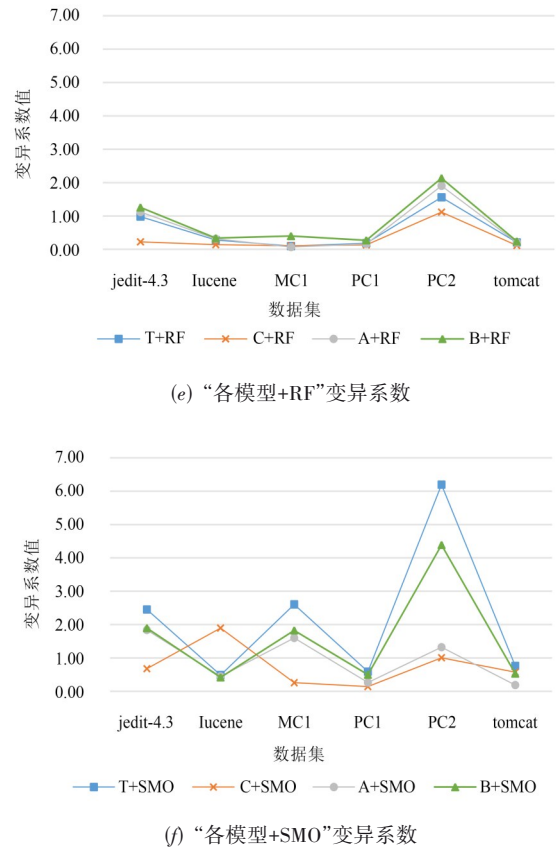 7.00
6.00
5.00
4.00
3.00
2.00
1.00
0.00
变异系数值
jedit-4.3 Iucene MC1 PC1 PC2 tomcat
数据集
T+RF C+RF A+RF B+RF
(e) “各模型+RF”变异系数
7.00
6.00
5.00
4.00
3.00
2.00
1.00
0.00
变异系数值
jedit-4.3 Iucene MC1 PC1 PC2 tomcat
数据集
T+SMO C+SMO A+SMO B+SMO
(f) “各模型+SMO”变异系数